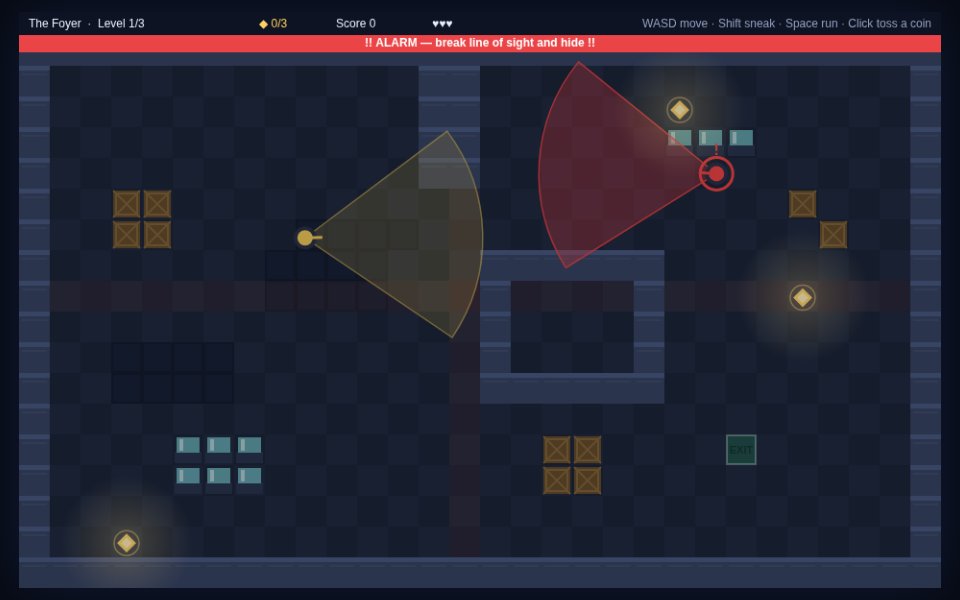 The Foyer · Level 1/3 ◆ 0/3 Score 0 ♥♥♥ WASD move · Shift sneak · Space run · Click toss a coin
!! ALARM — break line of sight and hide !!
!
EXIT